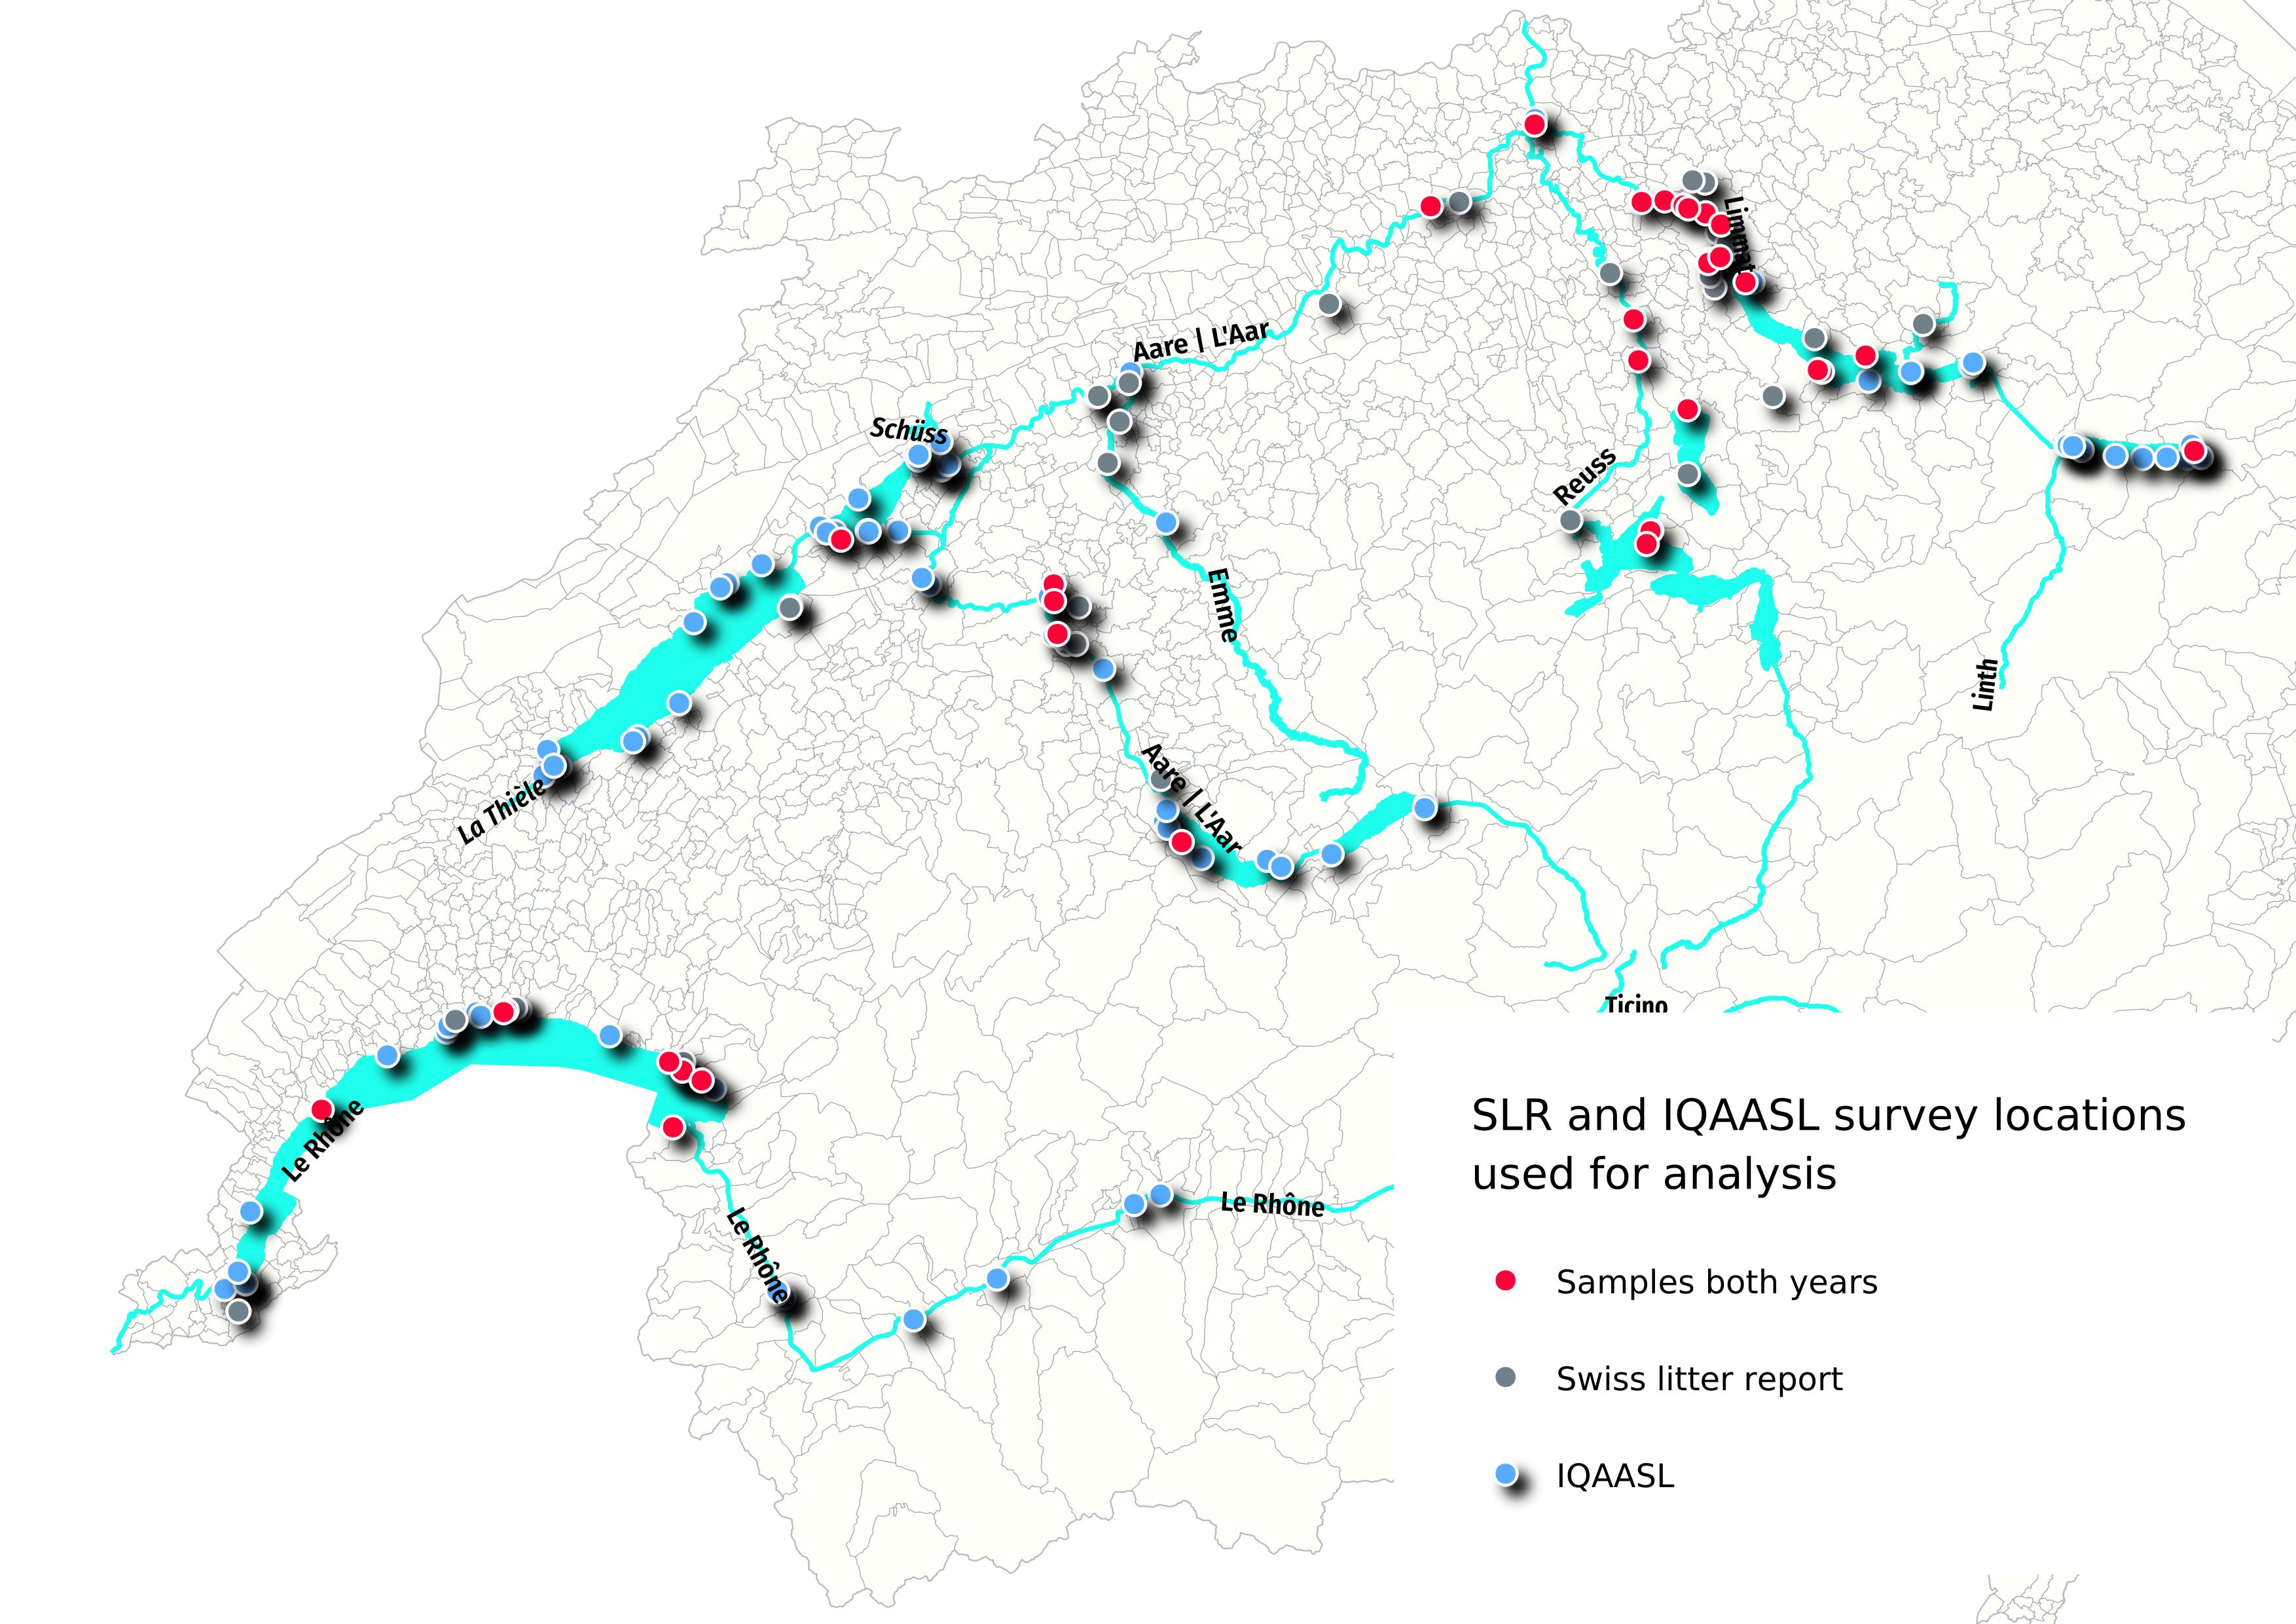 Limmat
Aare | L'Aar
Schüss
Reuss
Emme
Linth
Aare | L'Aar
La Thièle
Ticino
Le Rhône
Le Rhône
Le Rhône
SLR and IQAASL survey locations
used for analysis
Samples both years
Swiss litter report
IQAASL